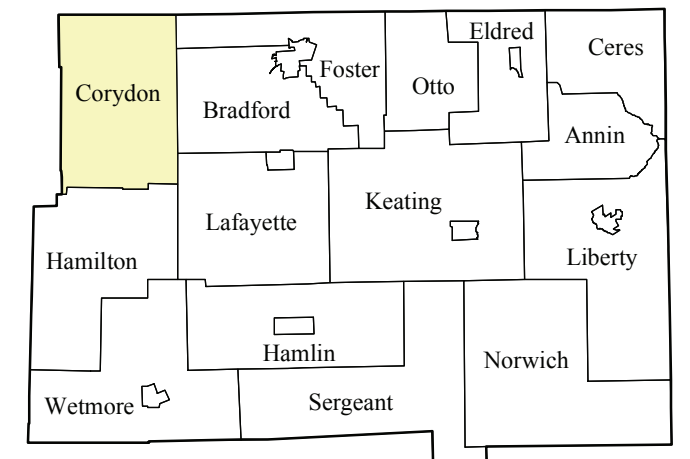 Eldred
Ceres
Foster
Otto
Corydon
Bradford
Annin
Keating
Lafayette
Liberty
Hamilton
Hamlin
Norwich
Wetmore
Sergeant